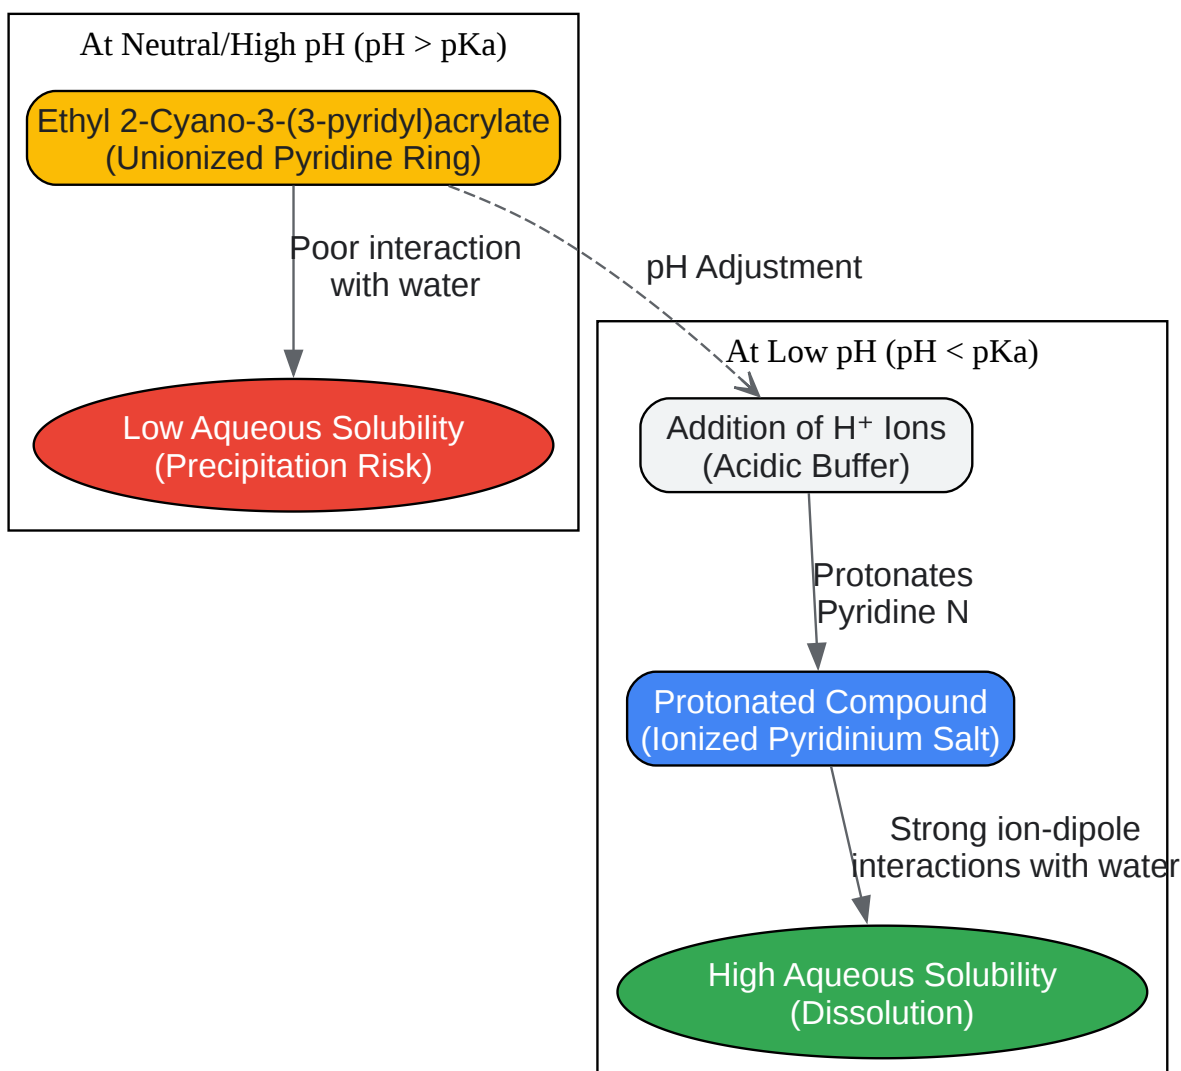 At Neutral/High pH (pH > pKa)
Ethyl 2-Cyano-3-(3-pyridyl)acrylate
(Unionized Pyridine Ring)
Poor interaction
with water
pH Adjustment
Low Aqueous Solubility
(Precipitation Risk)
At Low pH (pH < pKa)
Addition of H⁺ Ions
(Acidic Buffer)
Protonates
Pyridine N
Protonated Compound
(Ionized Pyridinium Salt)
Strong ion-dipole
interactions with water
High Aqueous Solubility
(Dissolution)